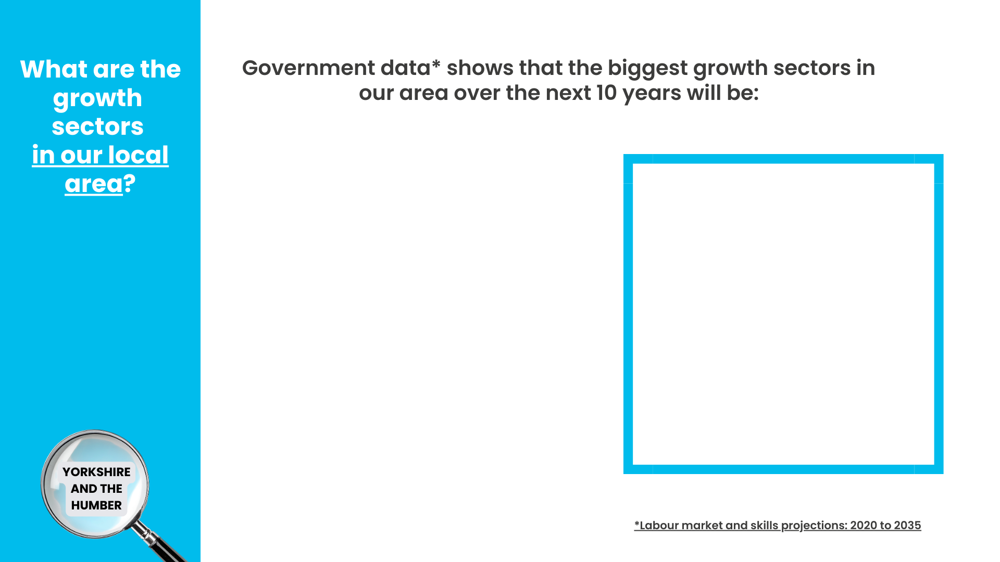 What are the
growth
sectors
in our local
area?
Government data* shows that the biggest growth sectors in
our area over the next 10 years will be:
YORKSHIRE
AND THE
HUMBER
*Labour market and skills projections: 2020 to 2035